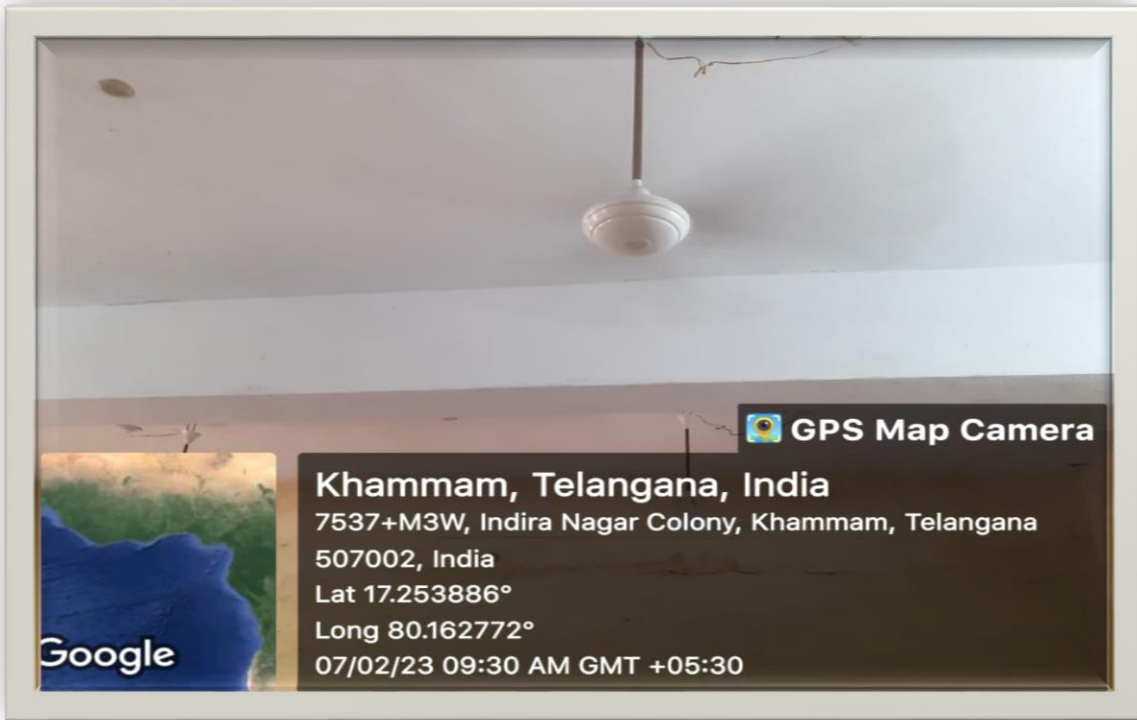 GPS Map Camera
Khammam, Telangana, India
7537+M3W, Indira Nagar Colony, Khammam, Telangana
507002, India
Lat 17.253886°
Long 80.162772°
07/02/23 09:30 AM GMT +05:30
Google